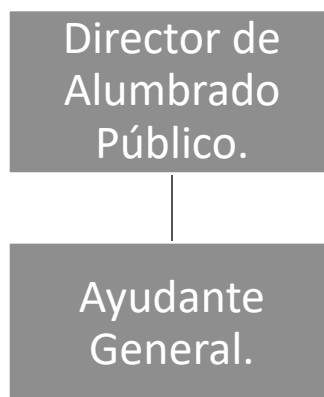 Director de
Alumbrado
Público.
Ayudante
General.